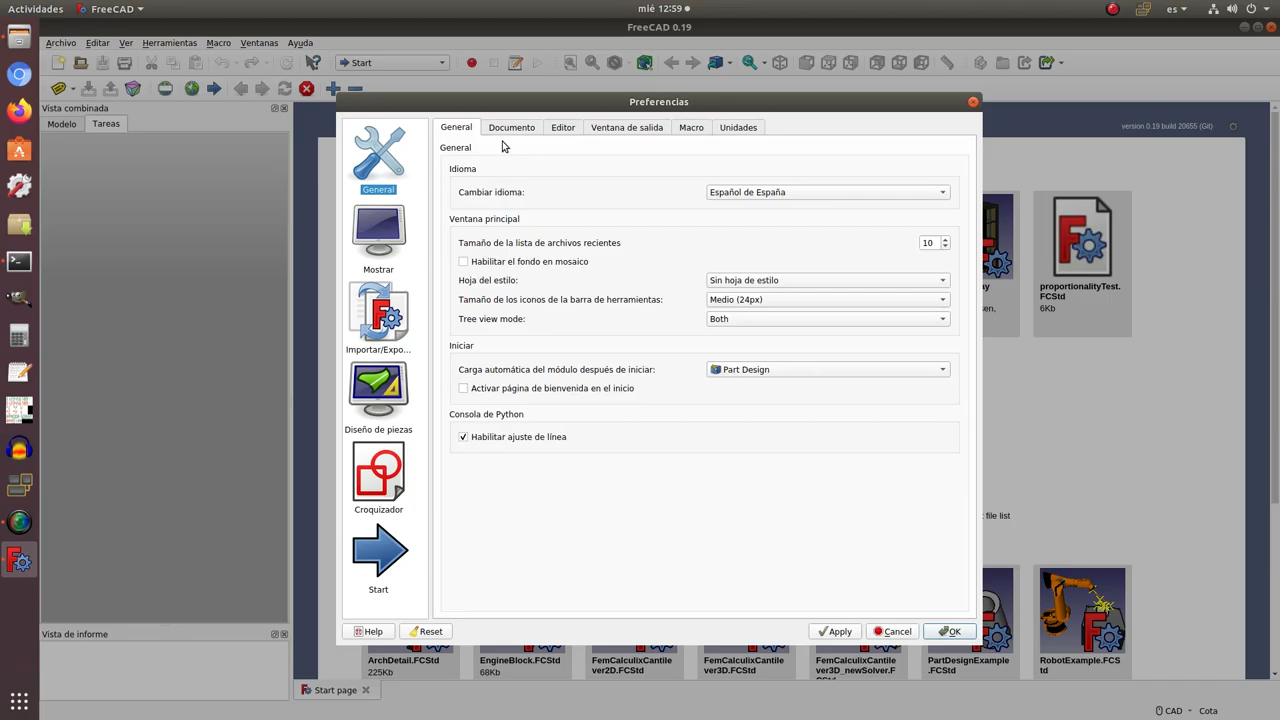 Actividades
FreeCAD
mié 12:59
es
FreeCAD 0.19
Archivo Editar Ver Herramientas Macro Ventanas Ayuda
Start
Vista combinada
Modelo Tareas
Preferencias
version 0.19 build 20655 (Git)
General Documento Editor Ventana de salida Macro Unidades
General
General
Idioma
Cambiar idioma: Español de España
Ventana principal
Tamaño de la lista de archivos recientes 10
Habilitar el fondo en mosaico
Hoja del estilo: Sin hoja de estilo
Tamaño de los iconos de la barra de herramientas: Medio (24px)
Tree view mode: Both
Iniciar
Carga automática del módulo después de iniciar: Part Design
Activar página de bienvenida en el inicio
Consola de Python
Habilitar ajuste de línea
Mostrar
Importar/Expo...
Diseño de piezas
Croquizador
Start
Help Reset Apply Cancel OK
proportionalityTest.
FCStd
6Kb
file list
Vista de informe
ArchDetail.FCStd
225Kb
EngineBlock.FCStd
68Kb
FemCalculixCantile
ver2D.FCStd
FemCalculixCantile
ver3D.FCStd
FemCalculixCantile
ver3D_newSolver.F
PartDesignExample
.FCStd
RobotExample.FCS
td
Start page
CAD
Cota